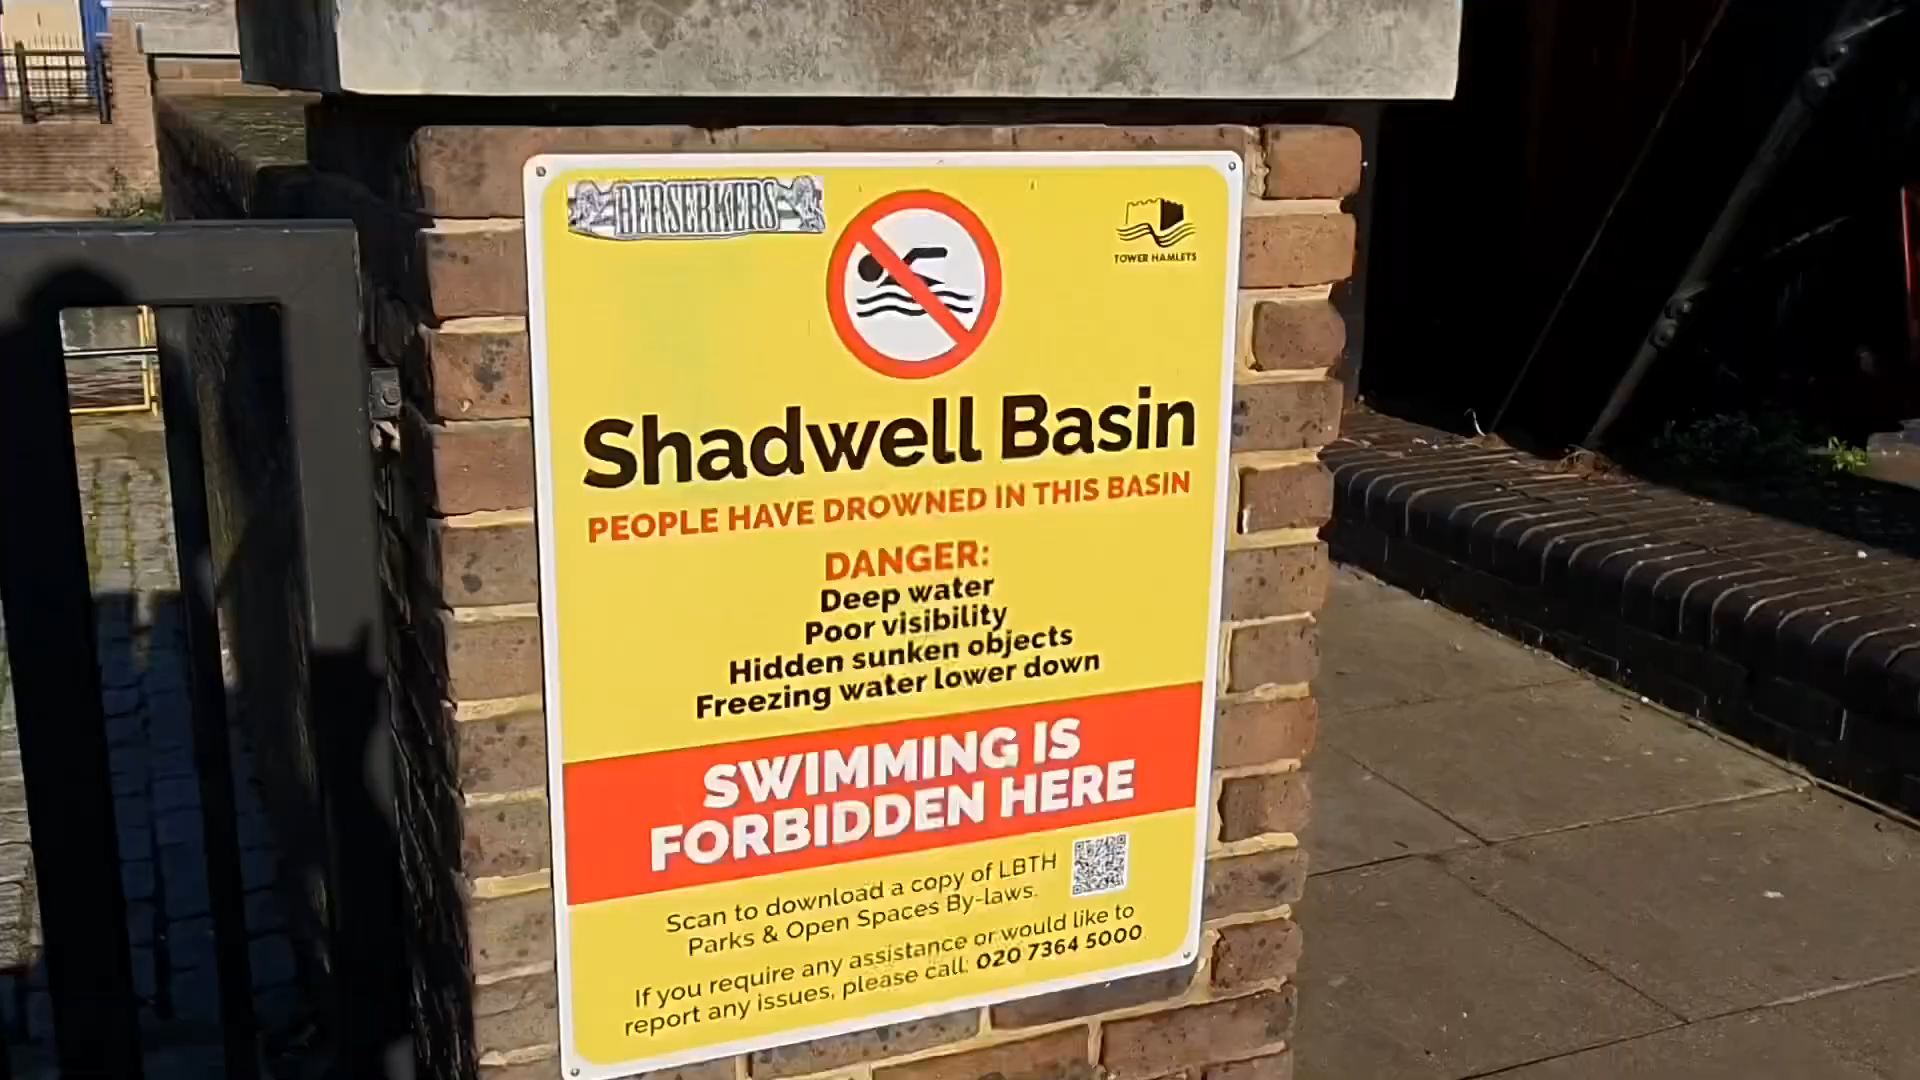 BERSERKERS
TOWER HAMLETS
Shadwell Basin
PEOPLE HAVE DROWNED IN THIS BASIN
DANGER:
Deep water
Poor visibility
Hidden sunken objects
Freezing water lower down
SWIMMING IS
FORBIDDEN HERE
Scan to download a copy of LBTH
Parks & Open Spaces By-laws.
If you require any assistance or would like to
report any issues, please call: 020 7364 5000